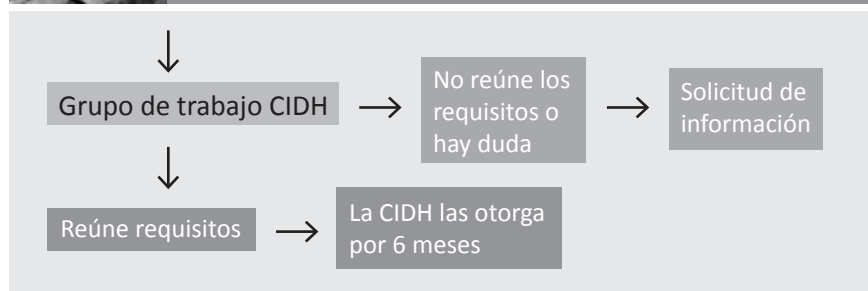 Grupo de trabajo CIDH
No reúne los
requisitos o
hay duda
Solicitud de
información
Reúne requisitos
La CIDH las otorga
por 6 meses